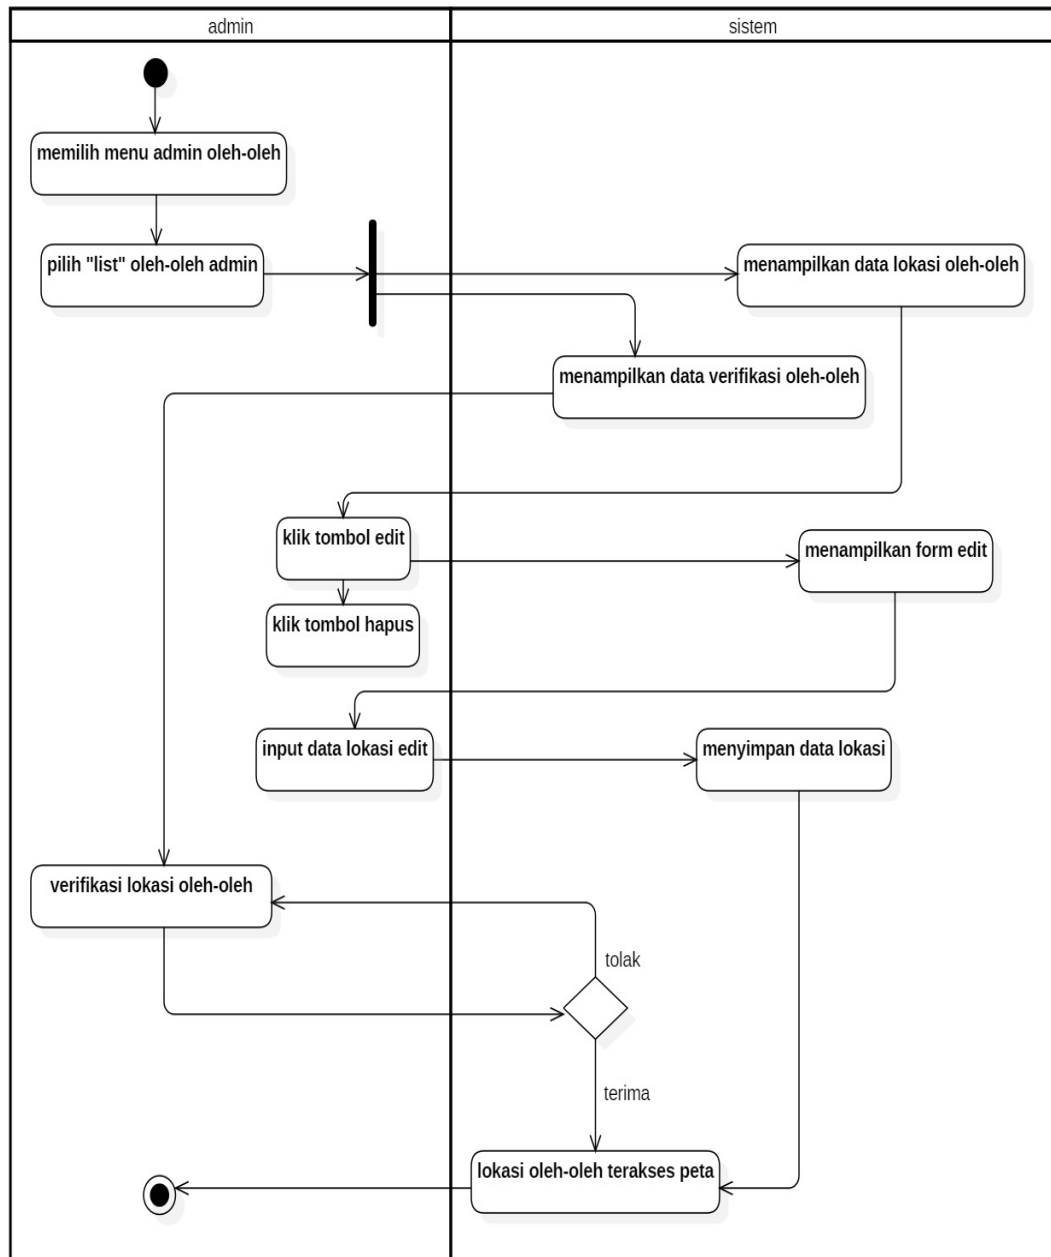 admin
sistem
memilih menu admin oleh-oleh
pilih "list" oleh-oleh admin
menampilkan data lokasi oleh-oleh
menampilkan data verifikasi oleh-oleh
klik tombol edit
menampilkan form edit
klik tombol hapus
input data lokasi edit
menyimpan data lokasi
verifikasi lokasi oleh-oleh
tolak
terima
lokasi oleh-oleh terakses peta